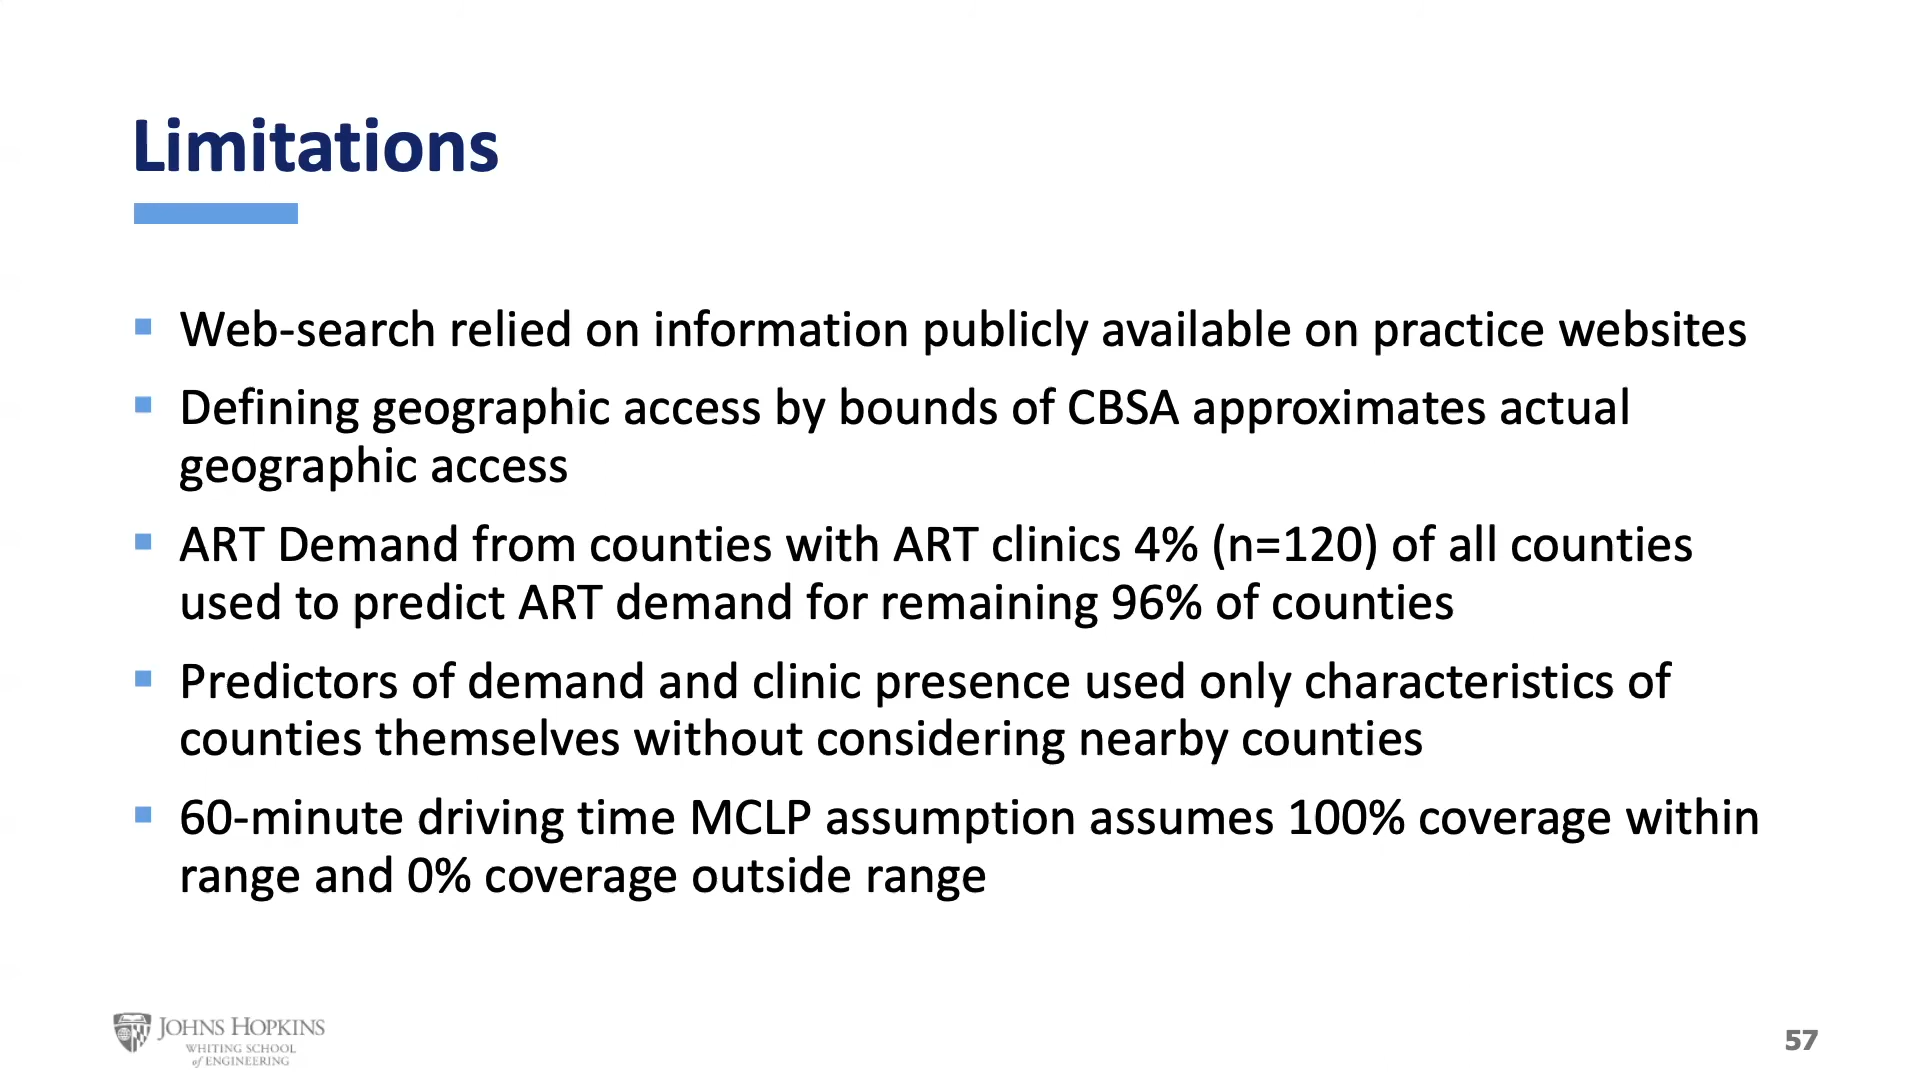 Limitations
Web-search relied on information publicly available on practice websites
Defining geographic access by bounds of CBSA approximates actual
geographic access
ART Demand from counties with ART clinics 4% (n=120) of all counties
used to predict ART demand for remaining 96% of counties
Predictors of demand and clinic presence used only characteristics of
counties themselves without considering nearby counties
60-minute driving time MCLP assumption assumes 100% coverage within
range and 0% coverage outside range
JOHNS HOPKINS
WHITING SCHOOL
of ENGINEERING
57